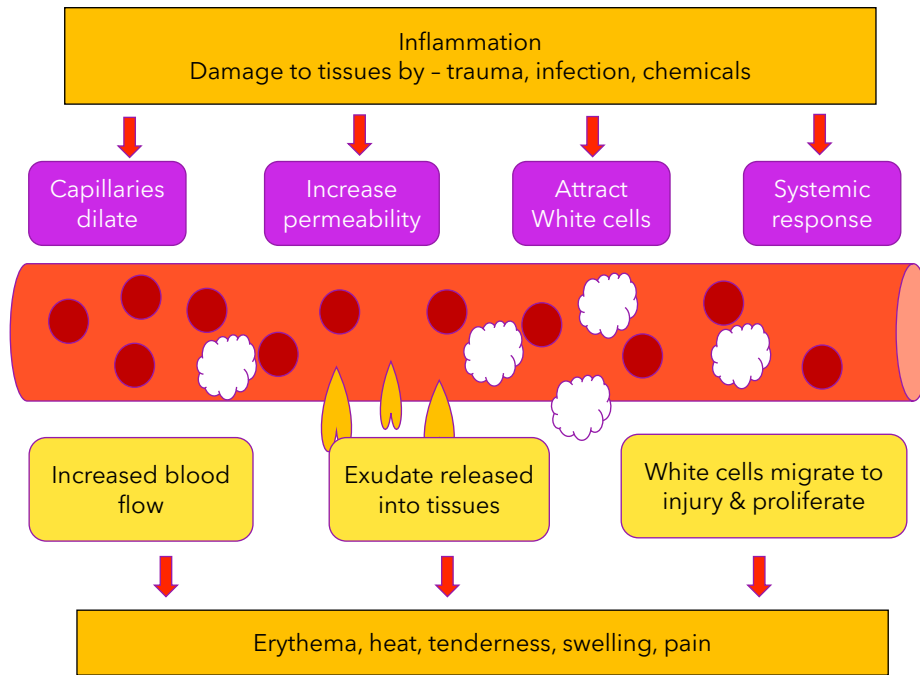 Inflammation
Damage to tissues by – trauma, infection, chemicals
Capillaries
dilate
Increase
permeability
Attract
White cells
Systemic
response
Increased blood
flow
Exudate released
into tissues
White cells migrate to
injury & proliferate
Erythema, heat, tenderness, swelling, pain